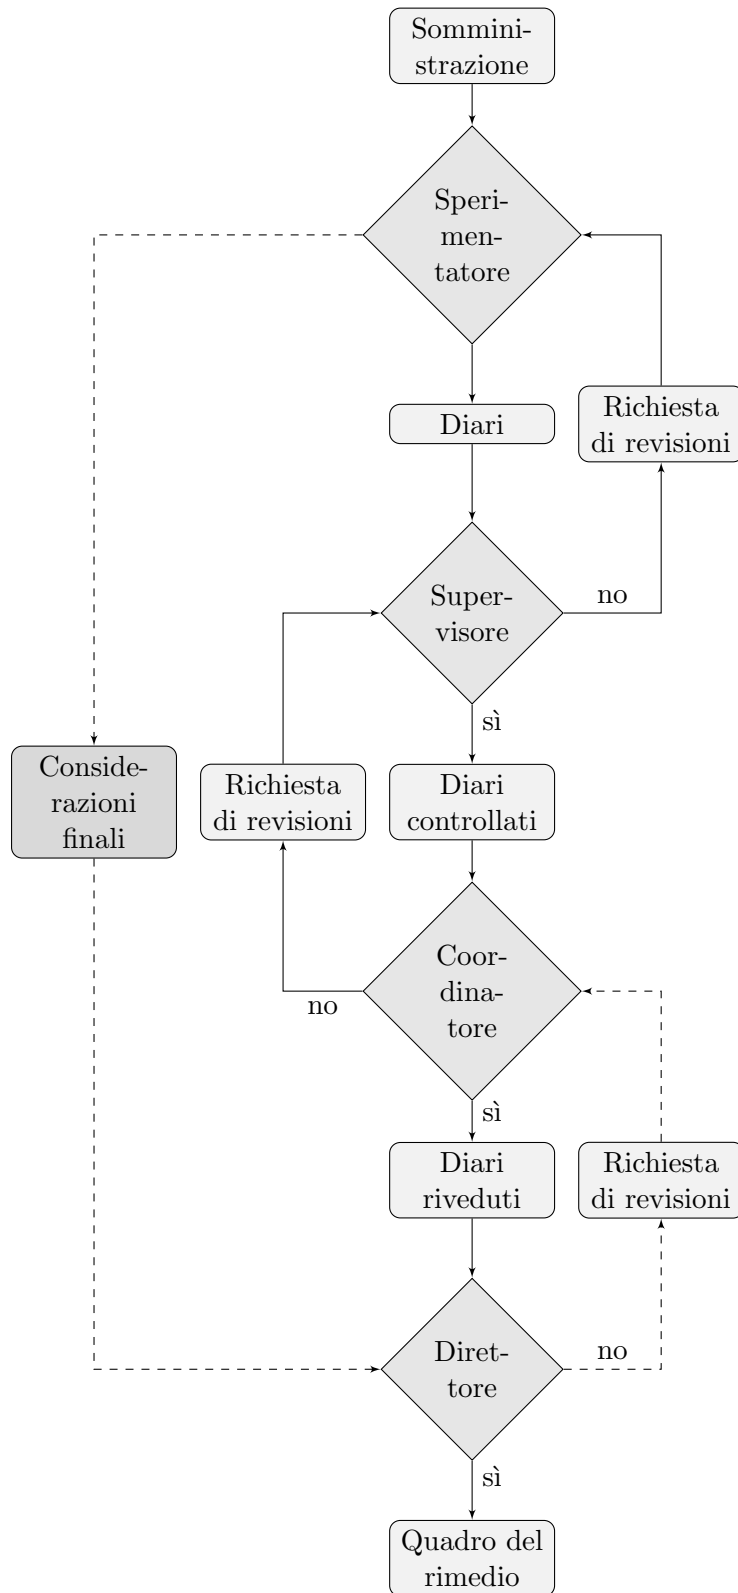 Sommini-
strazione
Speri-
men-
tatore
Diari
Richiesta
di revisioni
Super-
visore
no
sì
Conside-
razioni
finali
Richiesta
di revisioni
Diari
controllati
Coor-
dina-
tore
no
sì
Diari
riveduti
Richiesta
di revisioni
Diret-
tore
no
sì
Quadro del
rimedio